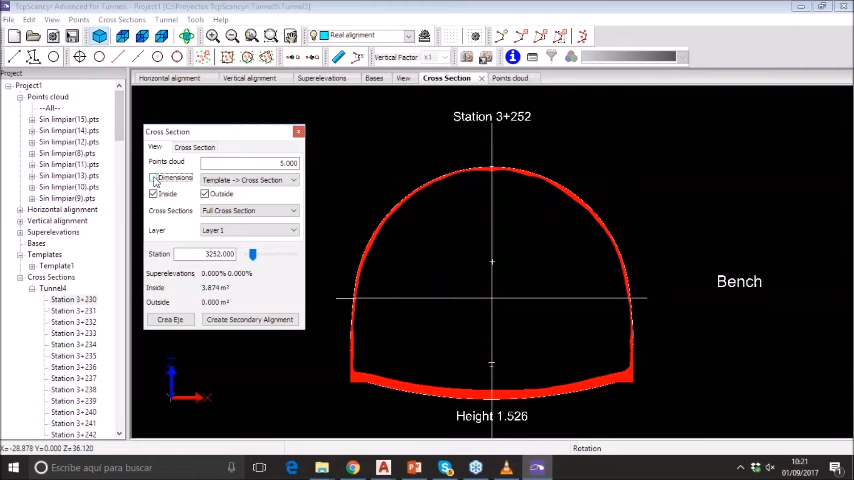 TcpScancyr Advanced for Tunnels - Project1 [C:\Proyectos TcpScancyr\Tunnel5\Tunnel1]
File Edit View Points Cross Sections Tunnel Tools Help
Real alignment
Vertical Factor x1
Project
Horizontal alignment Vertical alignment Superelevations Bases View Cross Section Points cloud
Project1
Points cloud
--All--
Sin limpiar(15).pts
Sin limpiar(14).pts
Sin limpiar(12).pts
Sin limpiar(8).pts
Sin limpiar(11).pts
Sin limpiar(13).pts
Sin limpiar(10).pts
Sin limpiar(9).pts
Horizontal alignment
Vertical alignment
Superelevations
Bases
Templates
Template1
Cross Sections
Tunnel4
Station 3+230
Station 3+231
Station 3+232
Station 3+233
Station 3+234
Station 3+235
Station 3+236
Station 3+237
Station 3+238
Station 3+239
Station 3+240
Station 3+241
Station 3+242
Cross Section
View Cross Section
Points cloud 5.000
Dimensions Template -> Cross Section
Inside Outside
Cross Sections Full Cross Section
Layer Layer1
Station 3252.000
Superelevations 0.000% 0.000%
Inside 3.874 m²
Outside 0.000 m²
Crea Eje Create Secondary Alignment
Station 3+252
Bench
Height 1.526
Z
X
X= -28.878 Y=0.000 Z=36.120
Rotation
Escribe aquí para buscar
10:21
01/09/2017